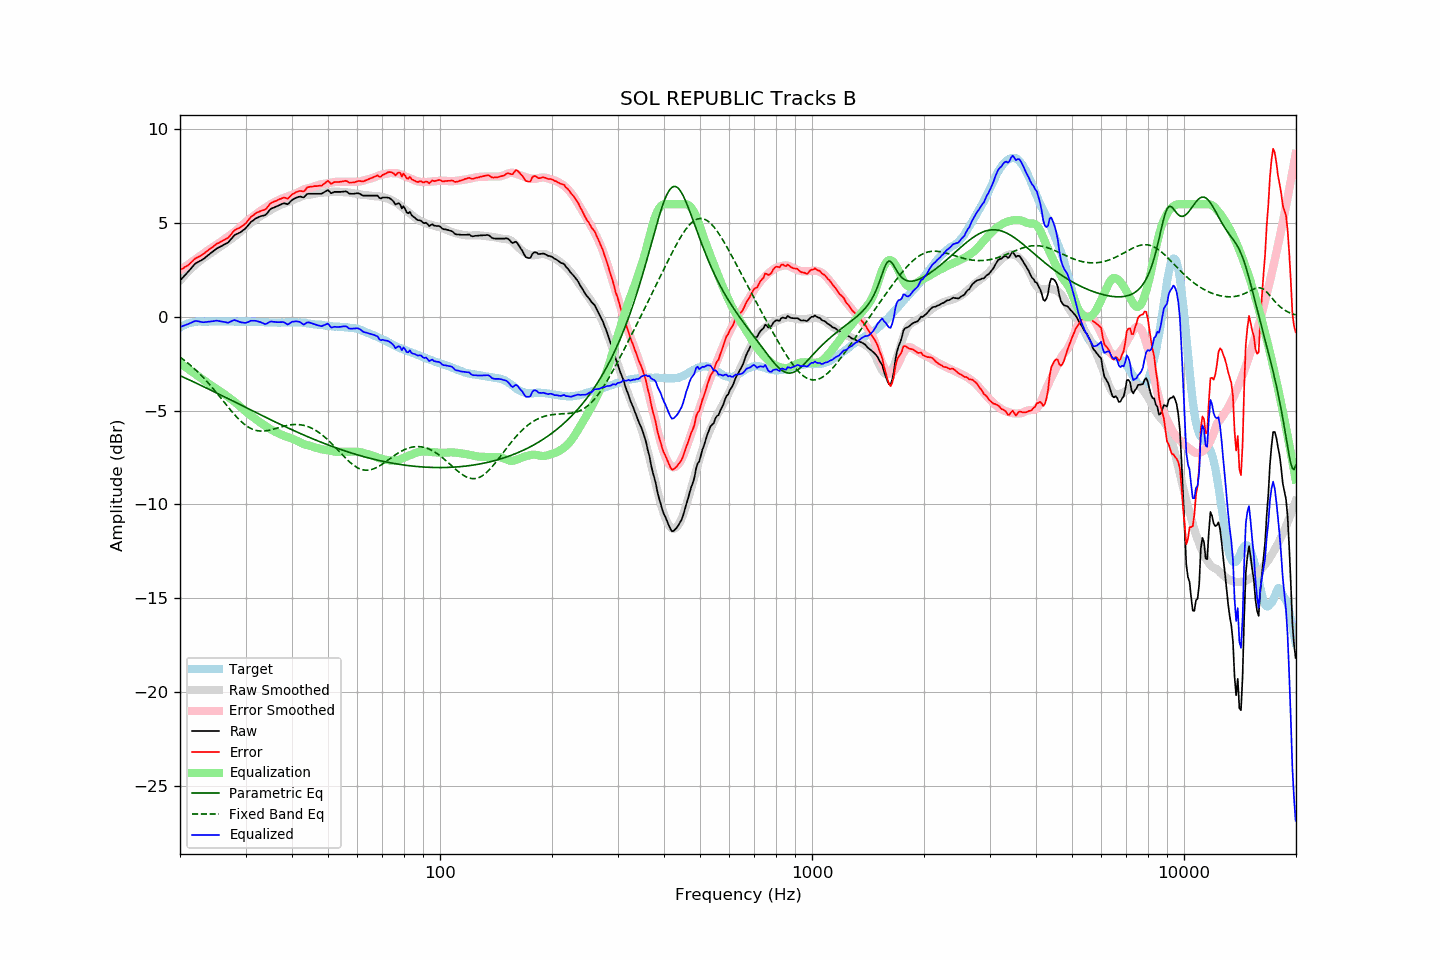 SOL REPUBLIC Tracks B
10
5
0
−5
−10
−15
−20
−25
Amplitude (dBr)
Target
Raw Smoothed
Error Smoothed
Raw
Error
Equalization
Parametric Eq
Fixed Band Eq
Equalized
100
1000
10000
Frequency (Hz)